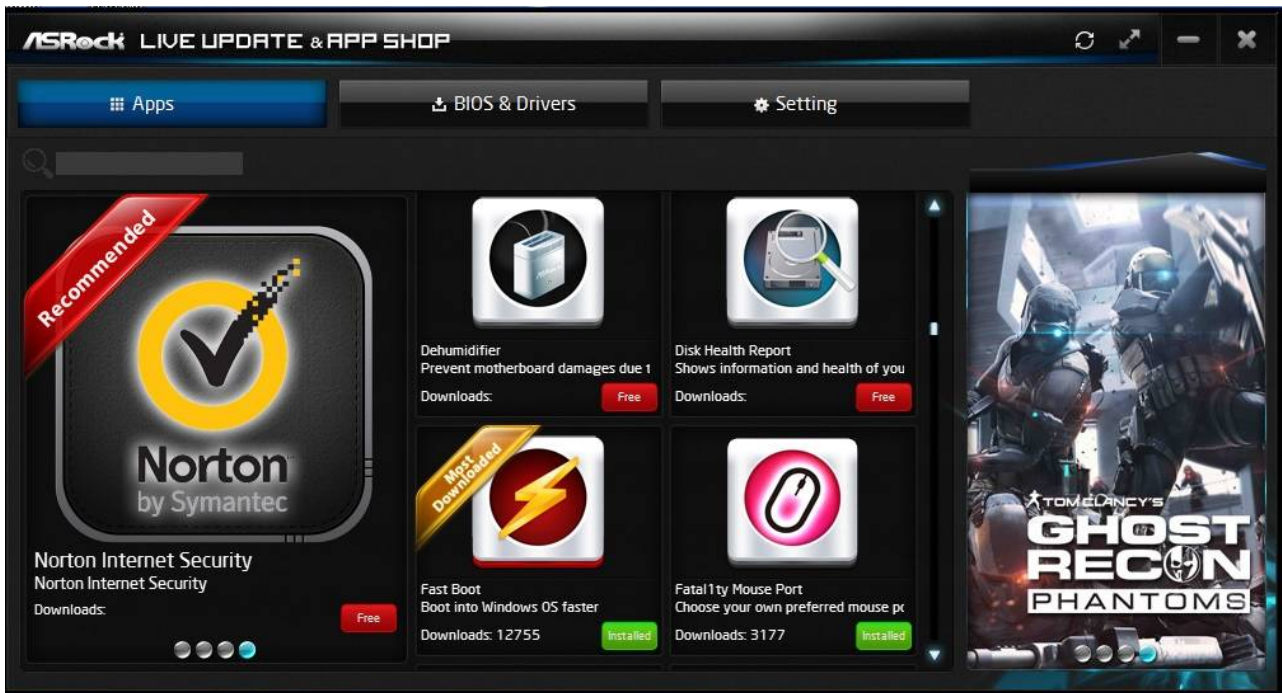 ASRock LIVE UPDATE & APP SHOP
Apps
BIOS & Drivers
Setting
Recommended
Norton
by Symantec
Norton Internet Security
Norton Internet Security
Downloads:
Free
Dehumidifier
Prevent motherboard damages due t
Downloads:
Free
Disk Health Report
Shows information and health of you
Downloads:
Free
Most
Downloaded
Fast Boot
Boot into Windows OS faster
Downloads: 12755
Installed
Fatal1ty Mouse Port
Choose your own preferred mouse po
Downloads: 3177
Installed
TOM CLANCY'S
GHOST
RECON
PHANTOMS